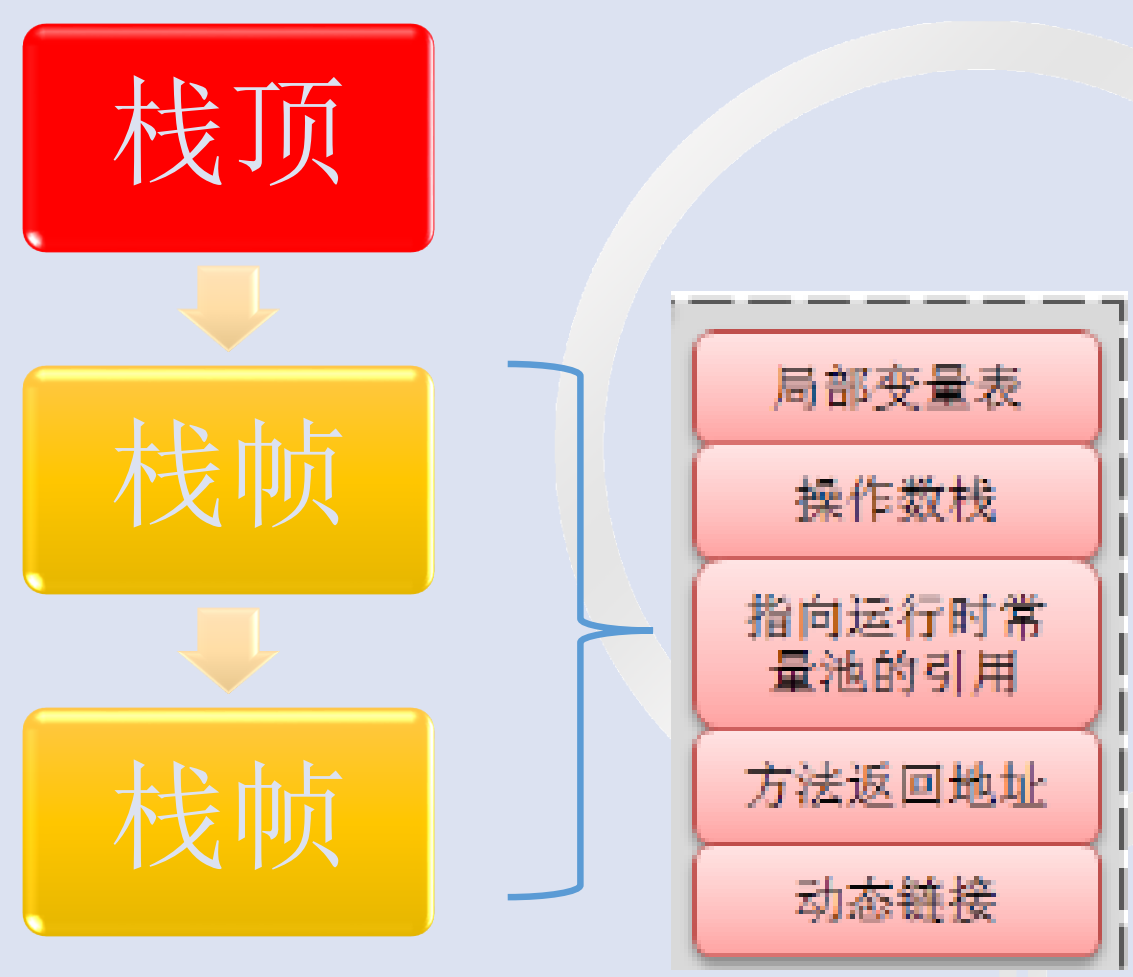 栈顶
栈帧
栈帧
局部变量表
操作数栈
指向运行时常
量池的引用
方法返回地址
动态链接